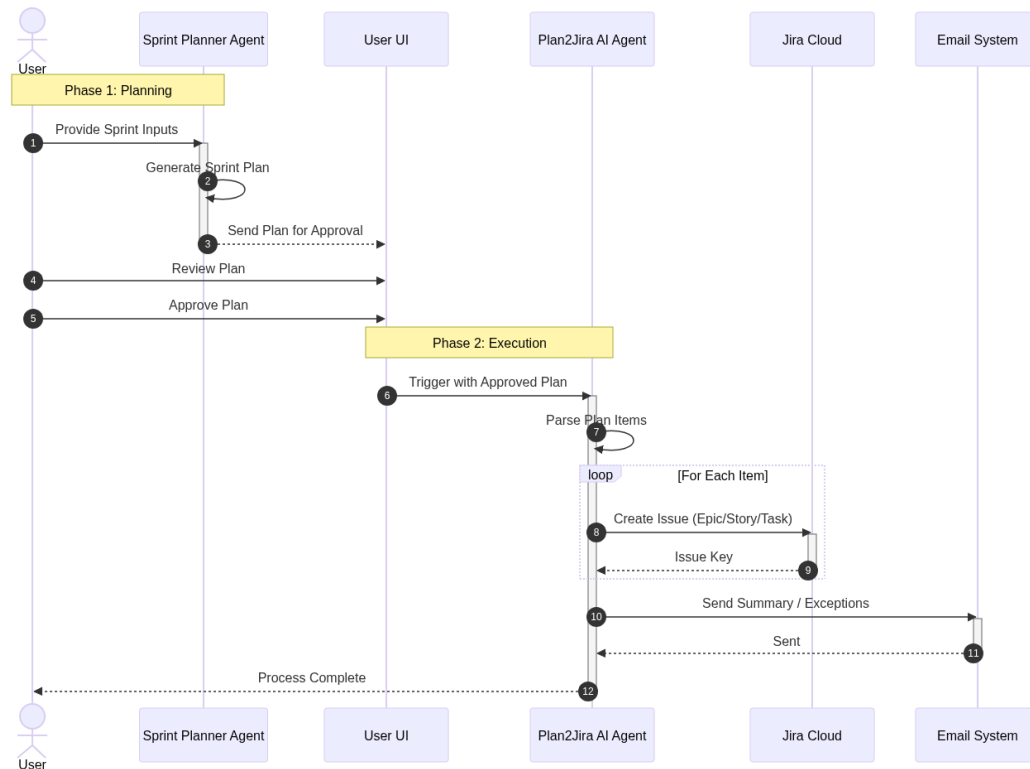 User
Sprint Planner Agent
User UI
Plan2Jira AI Agent
Jira Cloud
Email System
Phase 1: Planning
1
Provide Sprint Inputs
Generate Sprint Plan
2
Send Plan for Approval
3
Review Plan
4
Approve Plan
5
Phase 2: Execution
Trigger with Approved Plan
6
Parse Plan Items
7
loop
[For Each Item]
Create Issue (Epic/Story/Task)
8
Issue Key
9
Send Summary / Exceptions
10
Sent
11
Process Complete
12
User
Sprint Planner Agent
User UI
Plan2Jira AI Agent
Jira Cloud
Email System